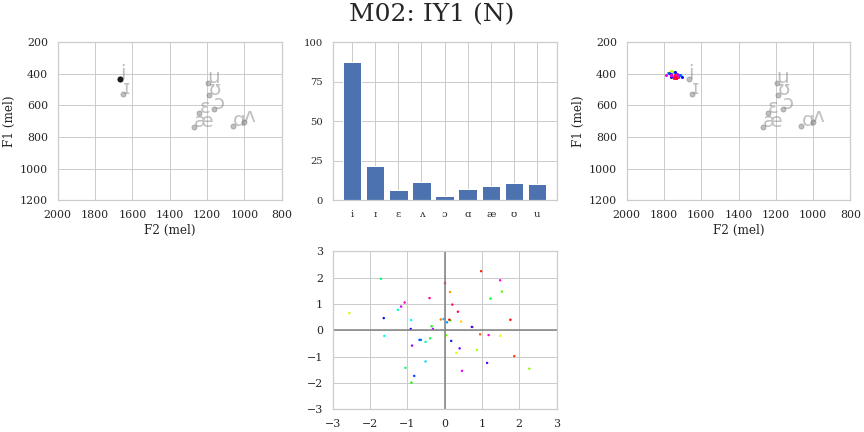 M02: IY1 (N)
200
400
600
800
1000
1200
F1 (mel)
2000 1800 1600 1400 1200 1000 800
F2 (mel)
i
ɪ
u
ʊ
ɔ
ɛ
æ
ɑ
ʌ
100
75
50
25
0
i ɪ ɛ ʌ ɔ ɑ æ ʊ u
200
400
600
800
1000
1200
F1 (mel)
2000 1800 1600 1400 1200 1000 800
F2 (mel)
i
ɪ
u
ʊ
ɔ
ɛ
æ
ɑ
ʌ
3
2
1
0
−1
−2
−3
−3 −2 −1 0 1 2 3